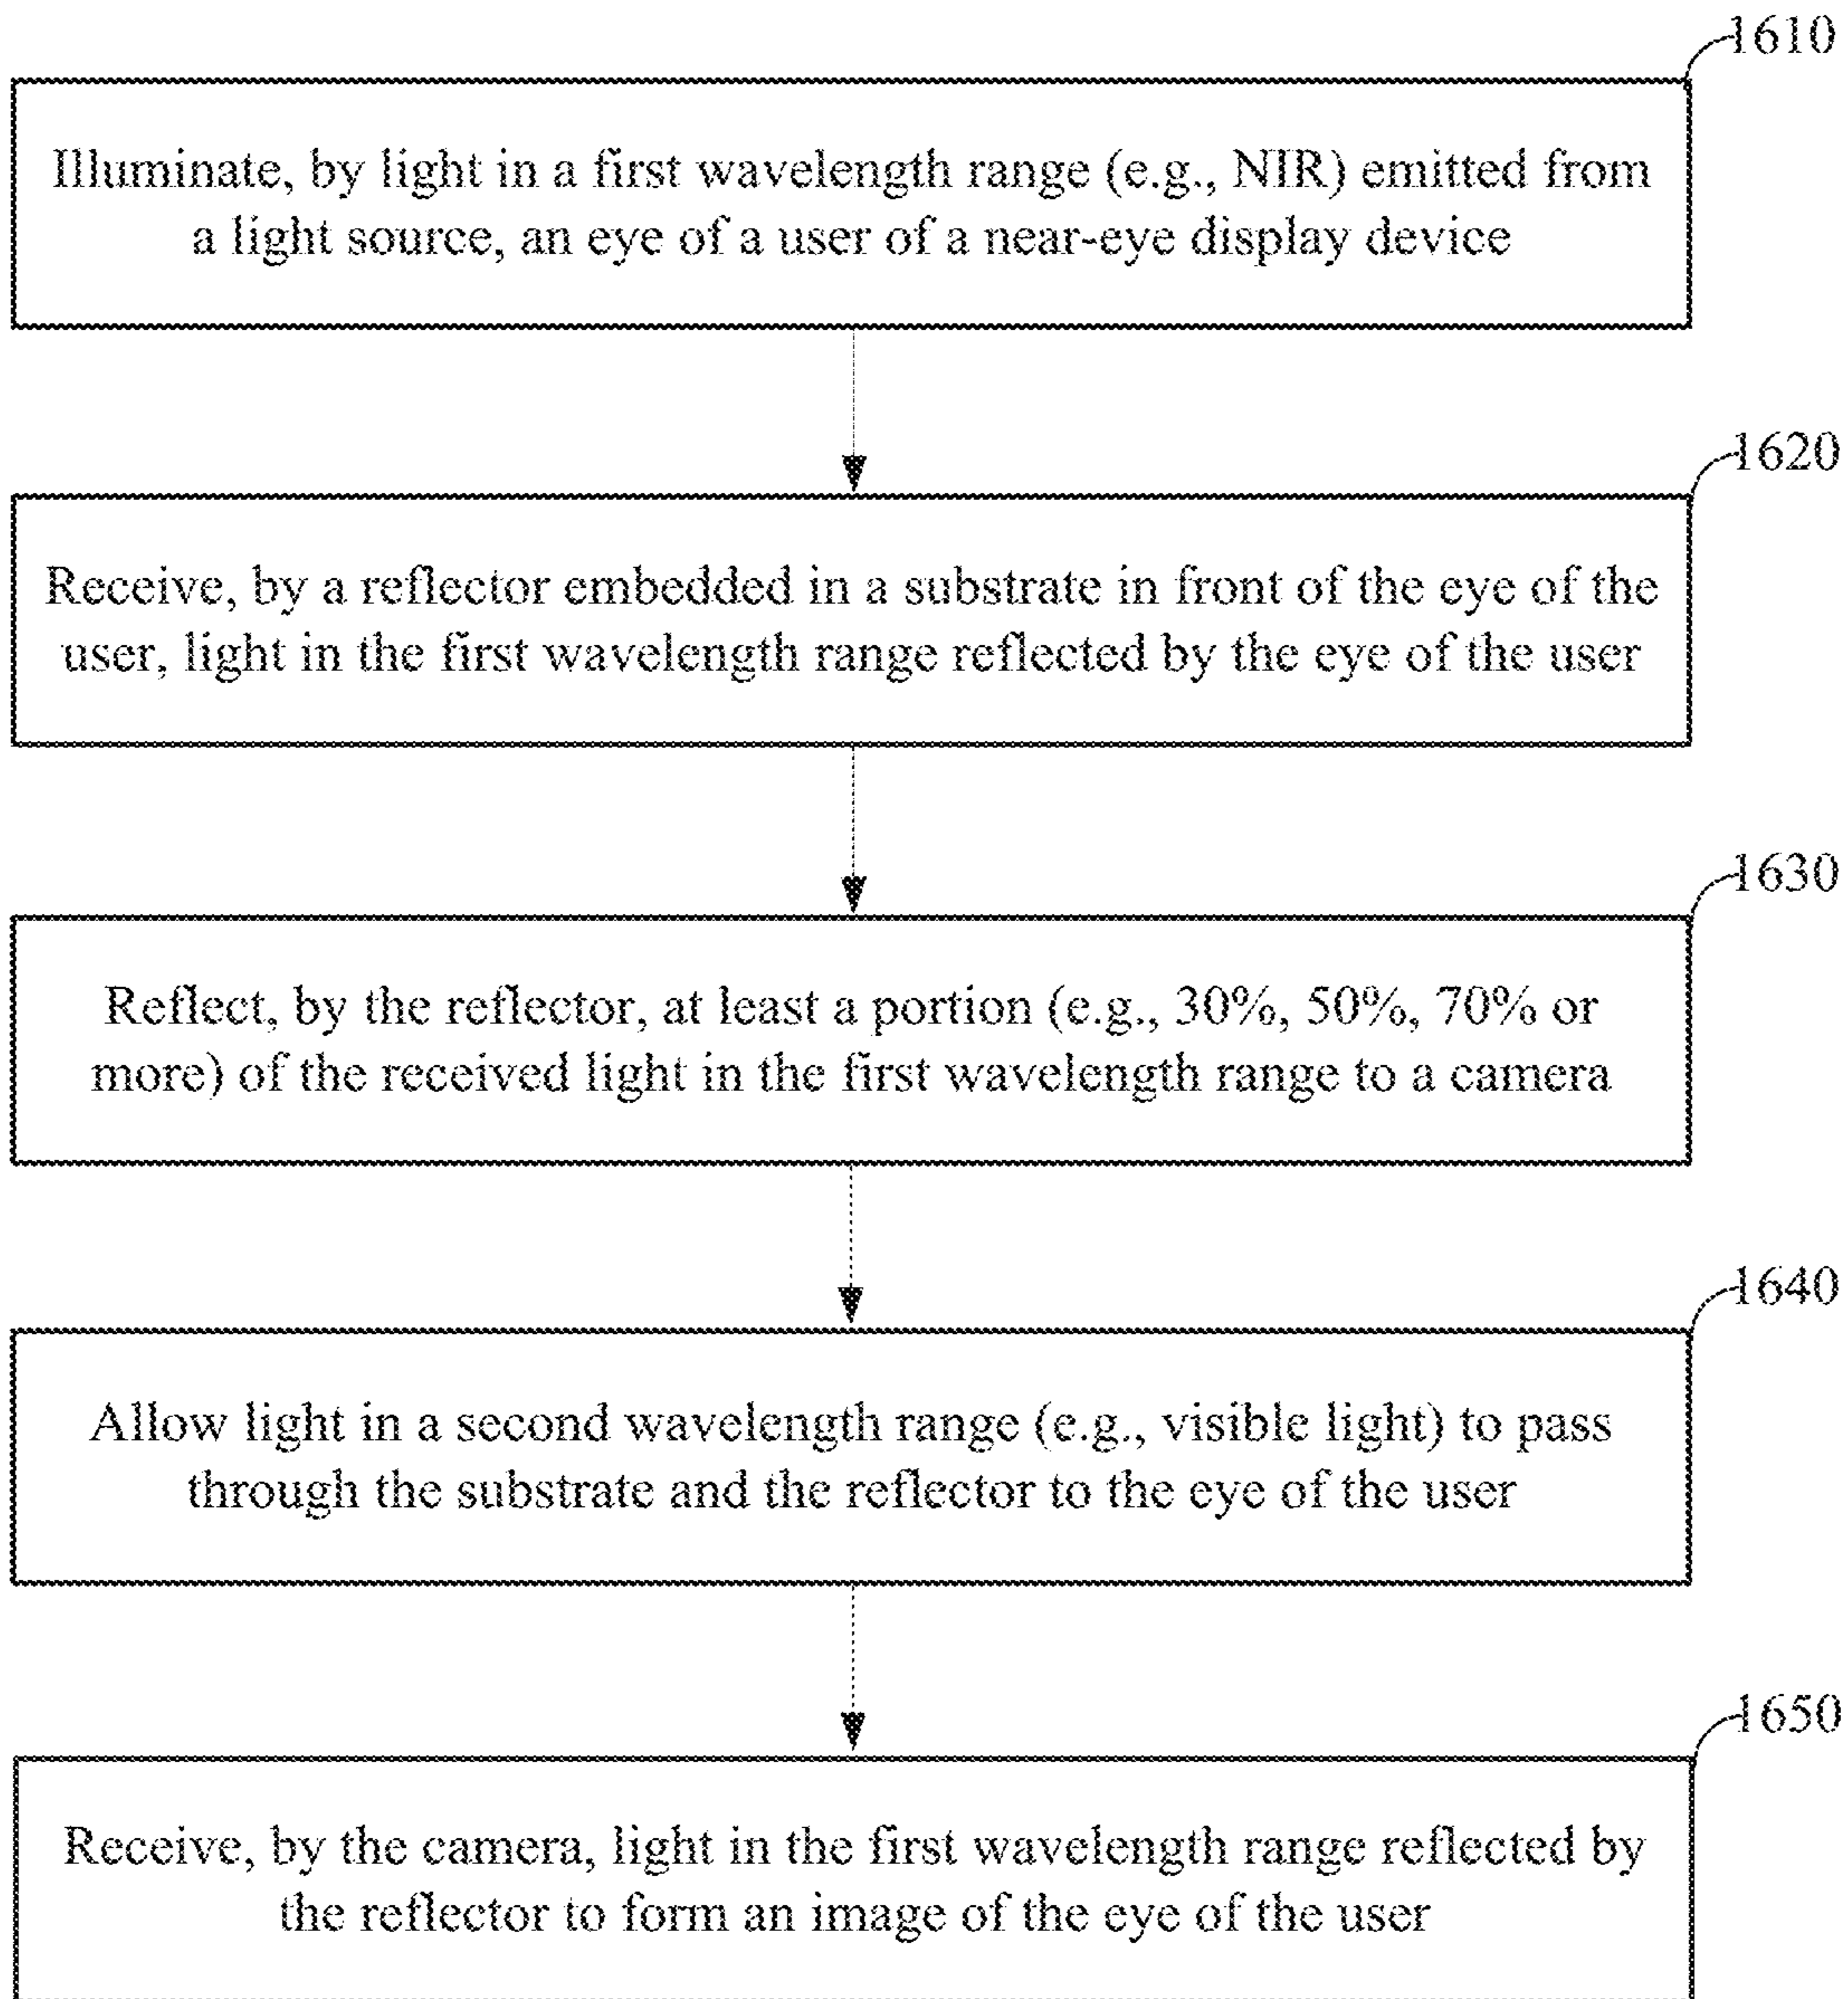 1610
Illuminate, by light in a first wavelength range (e.g., NIR) emitted from
a light source, an eye of a user of a near-eye display device
1620
Receive, by a reflector embedded in a substrate in front of the eye of the
user, light in the first wavelength range reflected by the eye of the user
1630
Reflect, by the reflector, at least a portion (e.g., 30%, 50%, 70% or
more) of the received light in the first wavelength range to a camera
1640
Allow light in a second wavelength range (e.g., visible light) to pass
through the substrate and the reflector to the eye of the user
1650
Receive, by the camera, light in the first wavelength range reflected by
the reflector to form an image of the eye of the user